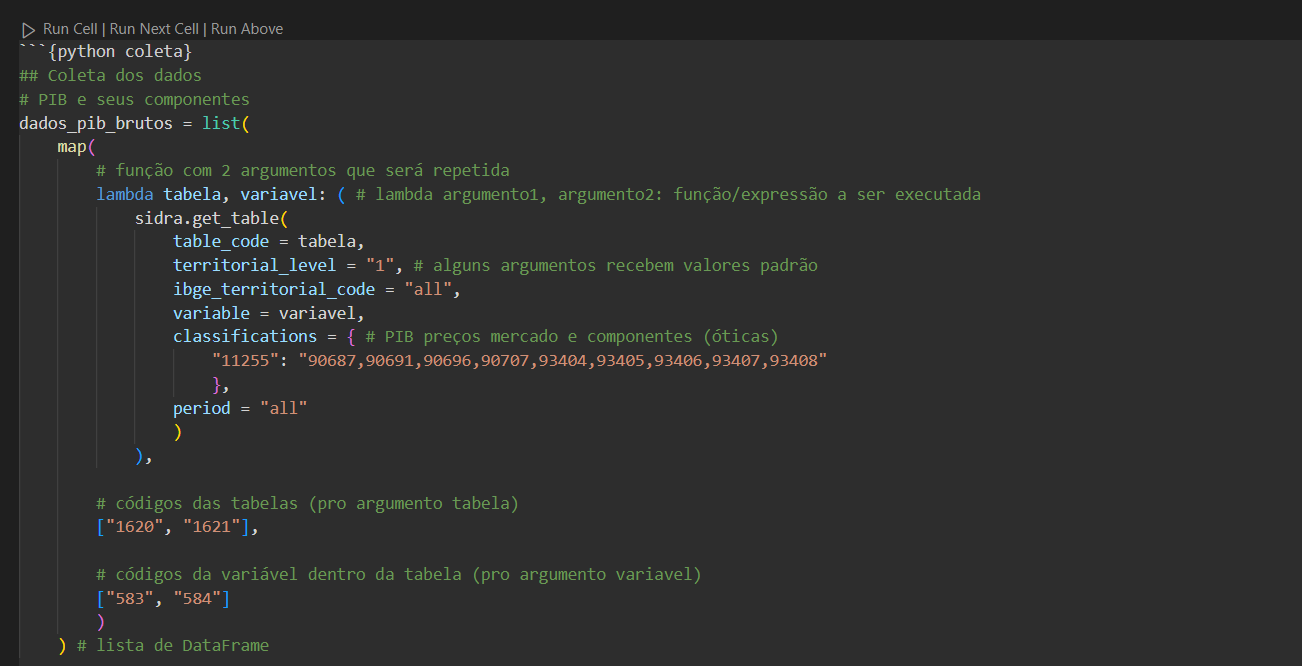 Run Cell | Run Next Cell | Run Above
```{python coleta}
## Coleta dos dados
# PIB e seus componentes
dados_pib_brutos = list(
    map(
        # função com 2 argumentos que será repetida
        lambda tabela, variavel: ( # lambda argumento1, argumento2: função/expressão a ser executada
            sidra.get_table(
                table_code = tabela,
                territorial_level = "1", # alguns argumentos recebem valores padrão
                ibge_territorial_code = "all",
                variable = variavel,
                classifications = { # PIB preços mercado e componentes (óticas)
                    "11255": "90687,90691,90696,90707,93404,93405,93406,93407,93408"
                    },
                period = "all"
                )
            ),

        # códigos das tabelas (pro argumento tabela)
        ["1620", "1621"],

        # códigos da variável dentro da tabela (pro argumento variavel)
        ["583", "584"]
        )
    ) # lista de DataFrame